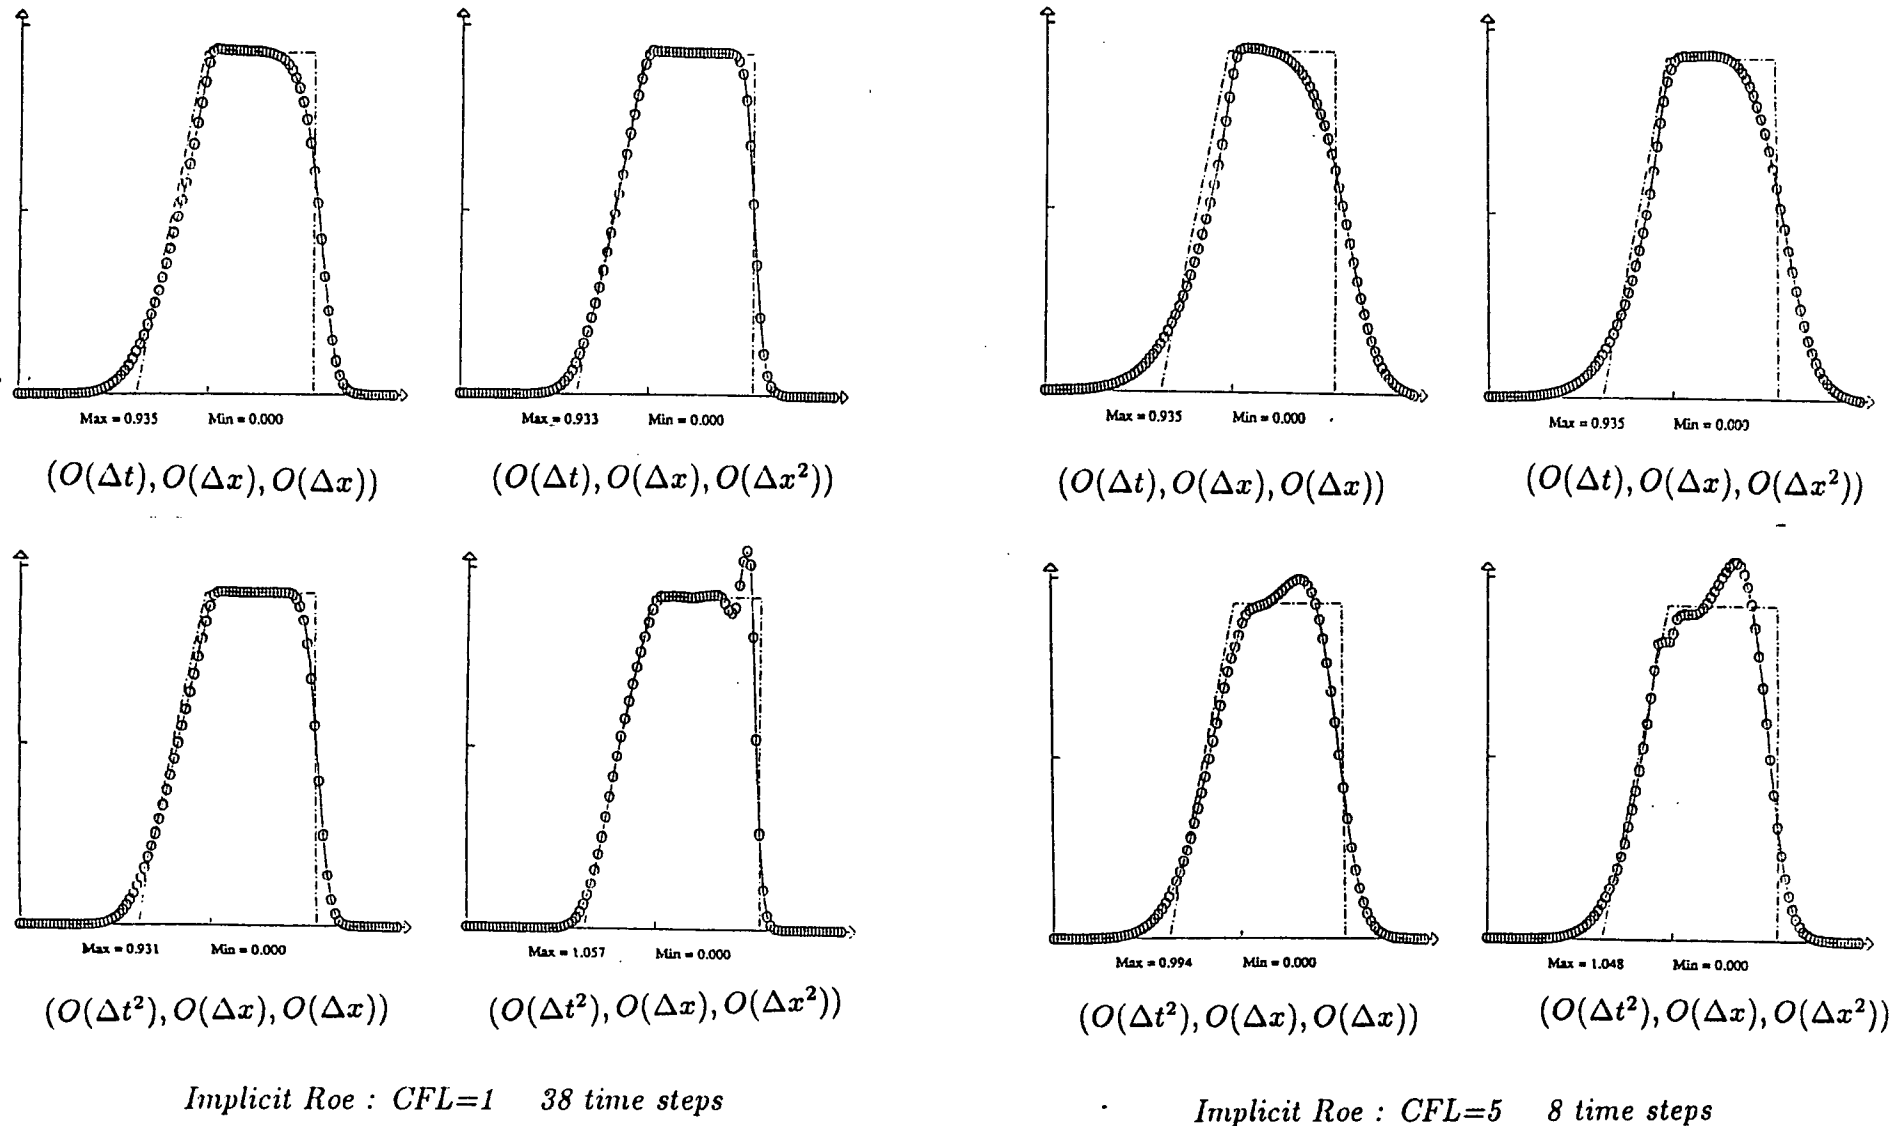 Max = 0.935 Min = 0.000
(O(Δt), O(Δx), O(Δx))
Max = 0.933 Min = 0.000
(O(Δt), O(Δx), O(Δx²))
Max = 0.931 Min = 0.000
(O(Δt²), O(Δx), O(Δx))
Max = 1.057 Min = 0.000
(O(Δt²), O(Δx), O(Δx²))
Implicit Roe : CFL=1 38 time steps
Max = 0.935 Min = 0.000
(O(Δt), O(Δx), O(Δx))
Max = 0.935 Min = 0.000
(O(Δt), O(Δx), O(Δx²))
Max = 0.994 Min = 0.000
(O(Δt²), O(Δx), O(Δx))
Max = 1.048 Min = 0.000
(O(Δt²), O(Δx), O(Δx²))
Implicit Roe : CFL=5 8 time steps